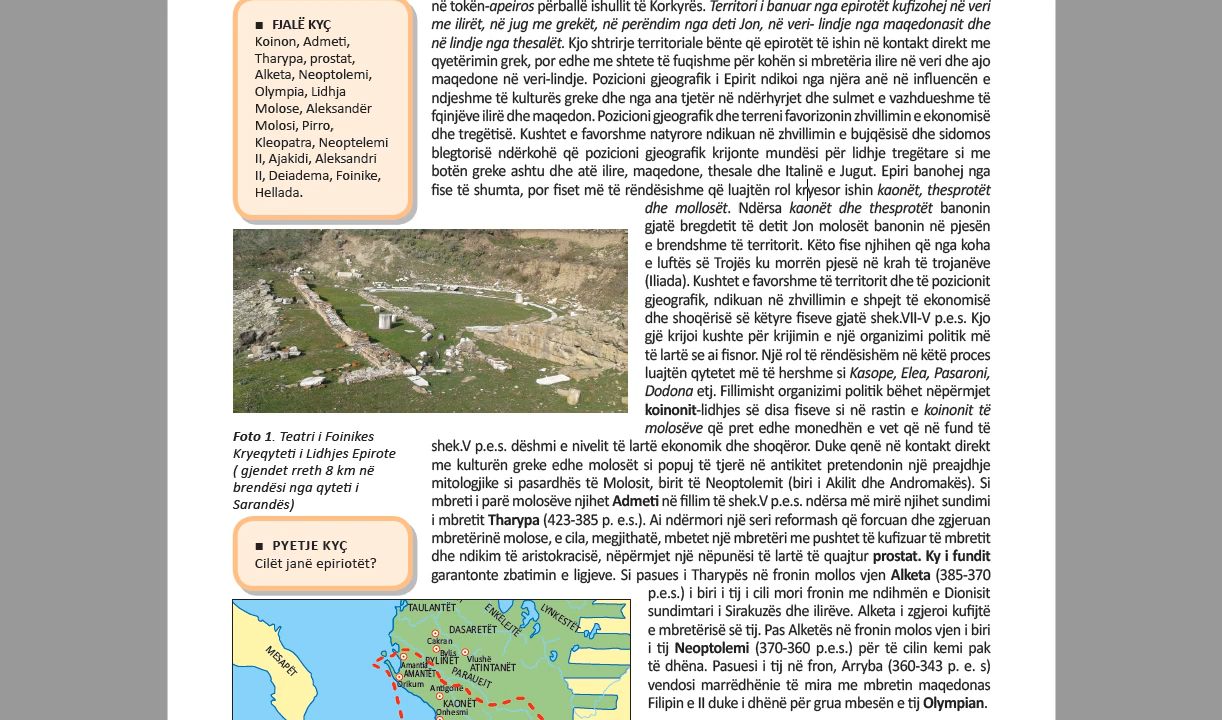 ■ FJALË KYÇ
Koinon, Admeti,
Tharypa, prostat,
Alketa, Neoptolemi,
Olympia, Lidhja
Molose, Aleksandër
Molosi, Pirro,
Kleopatra, Neoptelemi
II, Ajakidi, Aleksandri
II, Deiadema, Foinike,
Hellada.
në tokën-apeiros përballë ishullit të Korkyrës. Territori i banuar nga epirotët kufizohej në veri
me ilirët, në jug me grekët, në perëndim nga deti Jon, në veri- lindje nga maqedonasit dhe
në lindje nga thesalët. Kjo shtrirje territoriale bënte që epirotët të ishin në kontakt direkt me
qyetërimin grek, por edhe me shtete të fuqishme për kohën si mbretëria ilire në veri dhe ajo
maqedone në veri-lindje. Pozicioni gjeografik i Epirit ndikoi nga njëra anë në influencën e
ndjeshme të kulturës greke dhe nga ana tjetër në ndërhyrjet dhe sulmet e vazhdueshme të
fqinjëve ilirë dhe maqedon. Pozicioni gjeografik dhe terreni favorizonin zhvillimin e ekonomisë
dhe tregëtisë. Kushtet e favorshme natyrore ndikuan në zhvillimin e bujqësisë dhe sidomos
blegtorisë ndërkohë që pozicioni gjeografik krijonte mundësi për lidhje tregëtare si me
botën greke ashtu dhe atë ilire, maqedone, thesale dhe Italinë e Jugut. Epiri banohej nga
fise të shumta, por fiset më të rëndësishme që luajtën rol kryesor ishin kaonët, thesprotët
dhe mollosët. Ndërsa kaonët dhe thesprotët banonin
gjatë bregdetit të detit Jon molosët banonin në pjesën
e brendshme të territorit. Këto fise njhihen që nga koha
e luftës së Trojës ku morrën pjesë në krah të trojanëve
(Iliada). Kushtet e favorshme të territorit dhe të pozicionit
gjeografik, ndikuan në zhvillimin e shpejt të ekonomisë
dhe shoqërisë së këtyre fiseve gjatë shek.VII-V p.e.s. Kjo
gjë krijoi kushte për krijimin e një organizimi politik më
të lartë se ai fisnor. Një rol të rëndësishëm në këtë proces
luajtën qytetet më të hershme si Kasope, Elea, Pasaroni,
Dodona etj. Fillimisht organizimi politik bëhet nëpërmjet
koinonit-lidhjes së disa fiseve si në rastin e koinonit të
molosëve që pret edhe monedhën e vet që në fund të
shek.V p.e.s. dëshmi e nivelit të lartë ekonomik dhe shoqëror. Duke qenë në kontakt direkt
me kulturën greke edhe molosët si popuj të tjerë në antikitet pretendonin një preajdhje
mitologjike si pasardhës të Molosit, birit të Neoptolemit (biri i Akilit dhe Andromakës). Si
mbreti i parë molosëve njihet Admeti në fillim të shek.V p.e.s. ndërsa më mirë njihet sundimi
i mbretit Tharypa (423-385 p. e.s.). Ai ndërmori një seri reformash që forcuan dhe zgjeruan
mbretërinë molose, e cila, megjithatë, mbetet një mbretëri me pushtet të kufizuar të mbretit
dhe ndikim të aristokracisë, nëpërmjet një nëpunësi të lartë të quajtur prostat. Ky i fundit
garantonte zbatimin e ligjeve. Si pasues i Tharypës në fronin mollos vjen Alketa (385-370
p.e.s.) i biri i tij i cili mori fronin me ndihmën e Dionisit
sundimtari i Sirakuzës dhe ilirëve. Alketa i zgjeroi kufijtë
e mbretërisë së tij. Pas Alketës në fronin molos vjen i biri
i tij Neoptolemi (370-360 p.e.s.) për të cilin kemi pak
të dhëna. Pasuesi i tij në fron, Arryba (360-343 p. e. s)
vendosi marrëdhënie të mira me mbretin maqedonas
Filipin e II duke i dhënë për grua mbesën e tij Olympian.
Foto 1. Teatri i Foinikes
Kryeqyteti i Lidhjes Epirote
( gjendet rreth 8 km në
brendësi nga qyteti i
Sarandës)
■ PYETJE KYÇ
Cilët janë epiriotët?
TAULANTËT
ENKELEJTË
LYNKESTËT
DASARETËT
Cakran
Bylis
BYLINËT
Vlushë
ATINTANËT
Amantia
AMANTËT
Orikum
PARAUEJT
Antigone
KAONËT
Onhesmi
MESAPËT